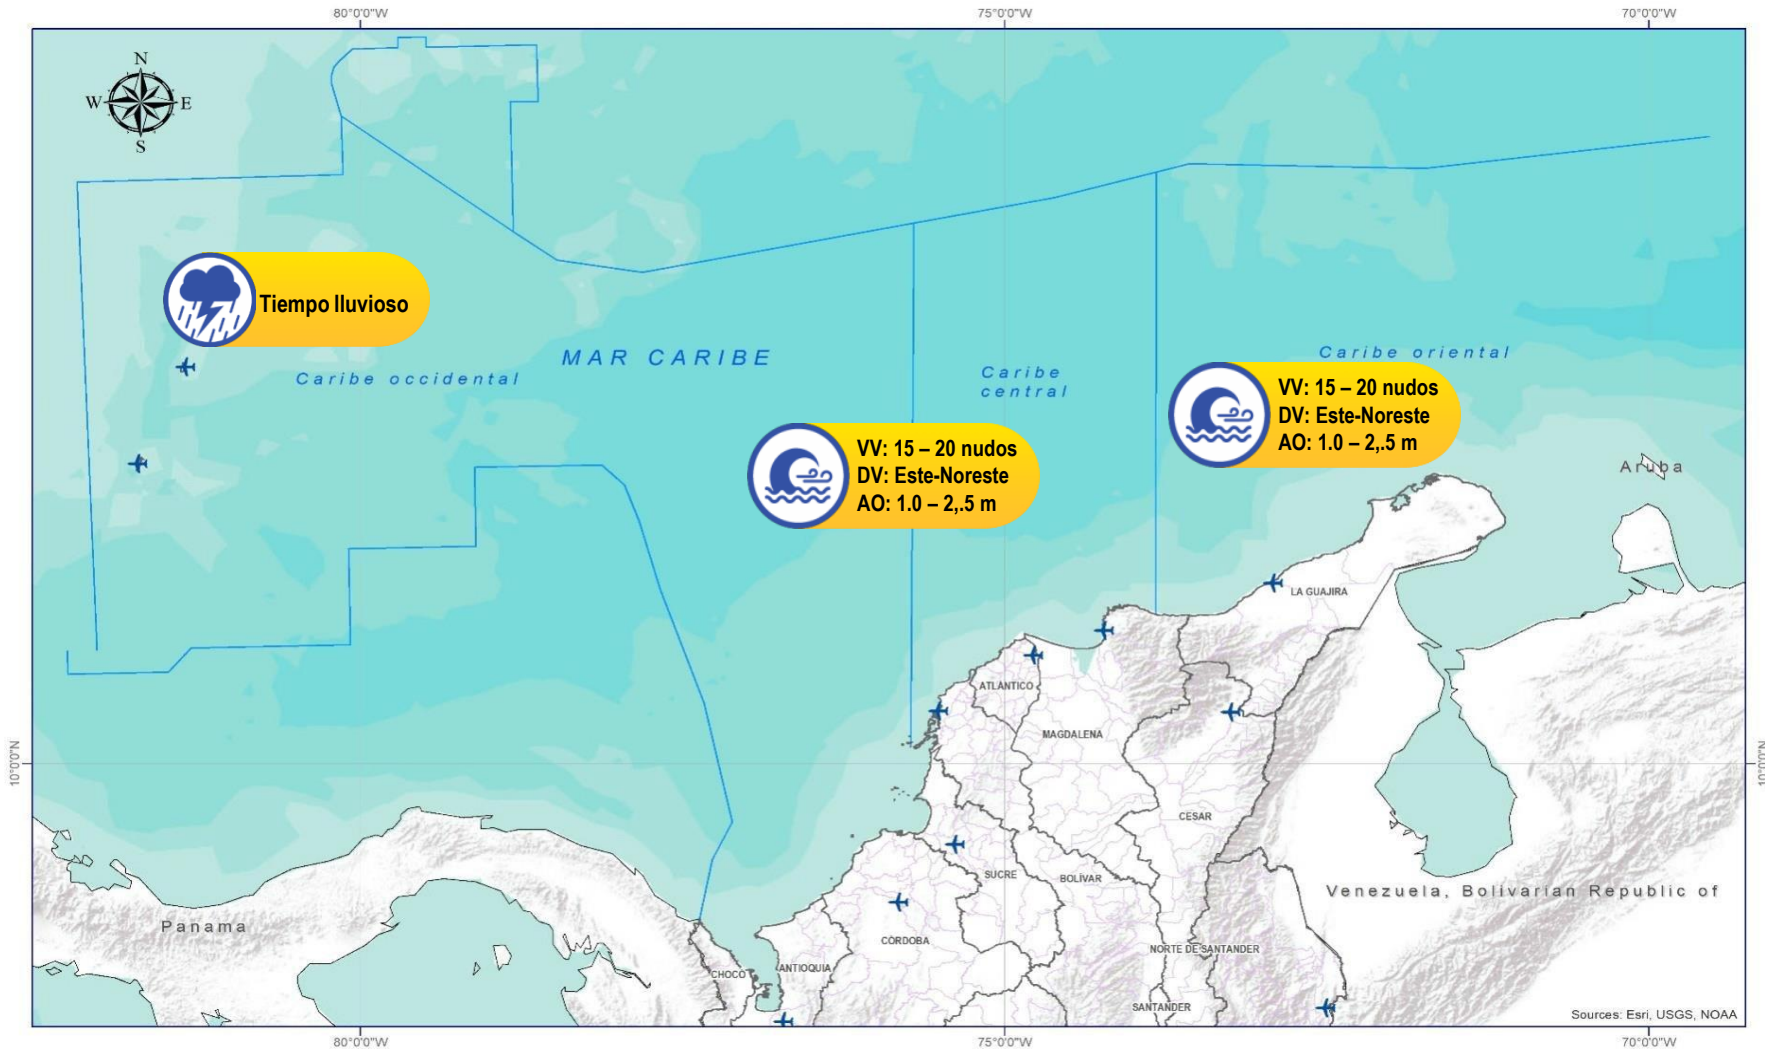 80°0'0"W
75°0'0"W
70°0'0"W
N
W
E
S
Tiempo lluvioso
MAR CARIBE
Caribe occidental
Caribe
central
Caribe oriental
VV: 15 – 20 nudos
DV: Este-Noreste
AO: 1.0 – 2,.5 m
VV: 15 – 20 nudos
DV: Este-Noreste
AO: 1.0 – 2,.5 m
Aruba
LA GUAJIRA
ATLANTICO
MAGDALENA
10°0'0"N
10°0'0"N
CESAR
SUCRE
BOLÍVAR
Venezuela, Bolivarian Republic of
Panama
CÓRDOBA
NORTE DE SANTANDER
CHOCO
ANTIOQUIA
SANTANDER
Sources: Esri, USGS, NOAA
80°0'0"W
75°0'0"W
70°0'0"W